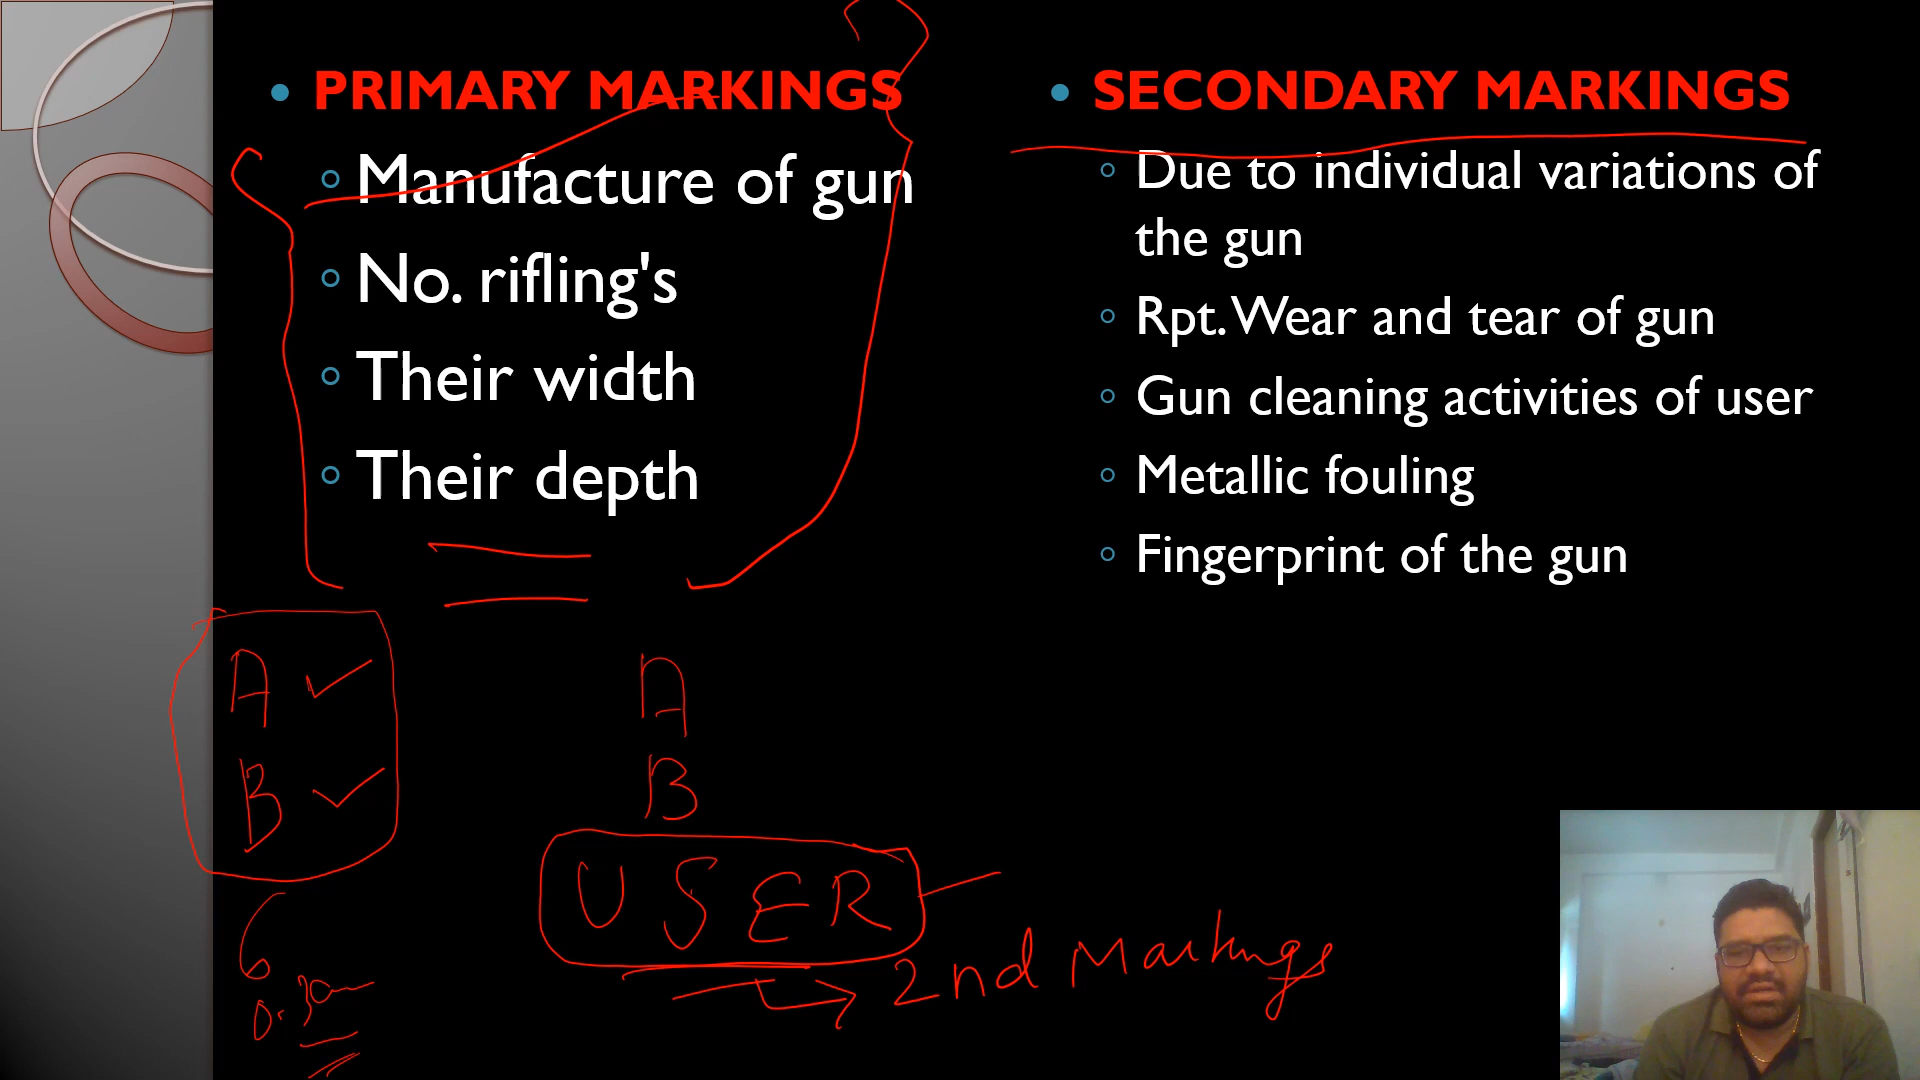 PRIMARY MARKINGS
Manufacture of gun
No. rifling's
Their width
Their depth
SECONDARY MARKINGS
Due to individual variations of
the gun
Rpt. Wear and tear of gun
Gun cleaning activities of user
Metallic fouling
Fingerprint of the gun
A
B
A
B
USER
2nd Markings
6